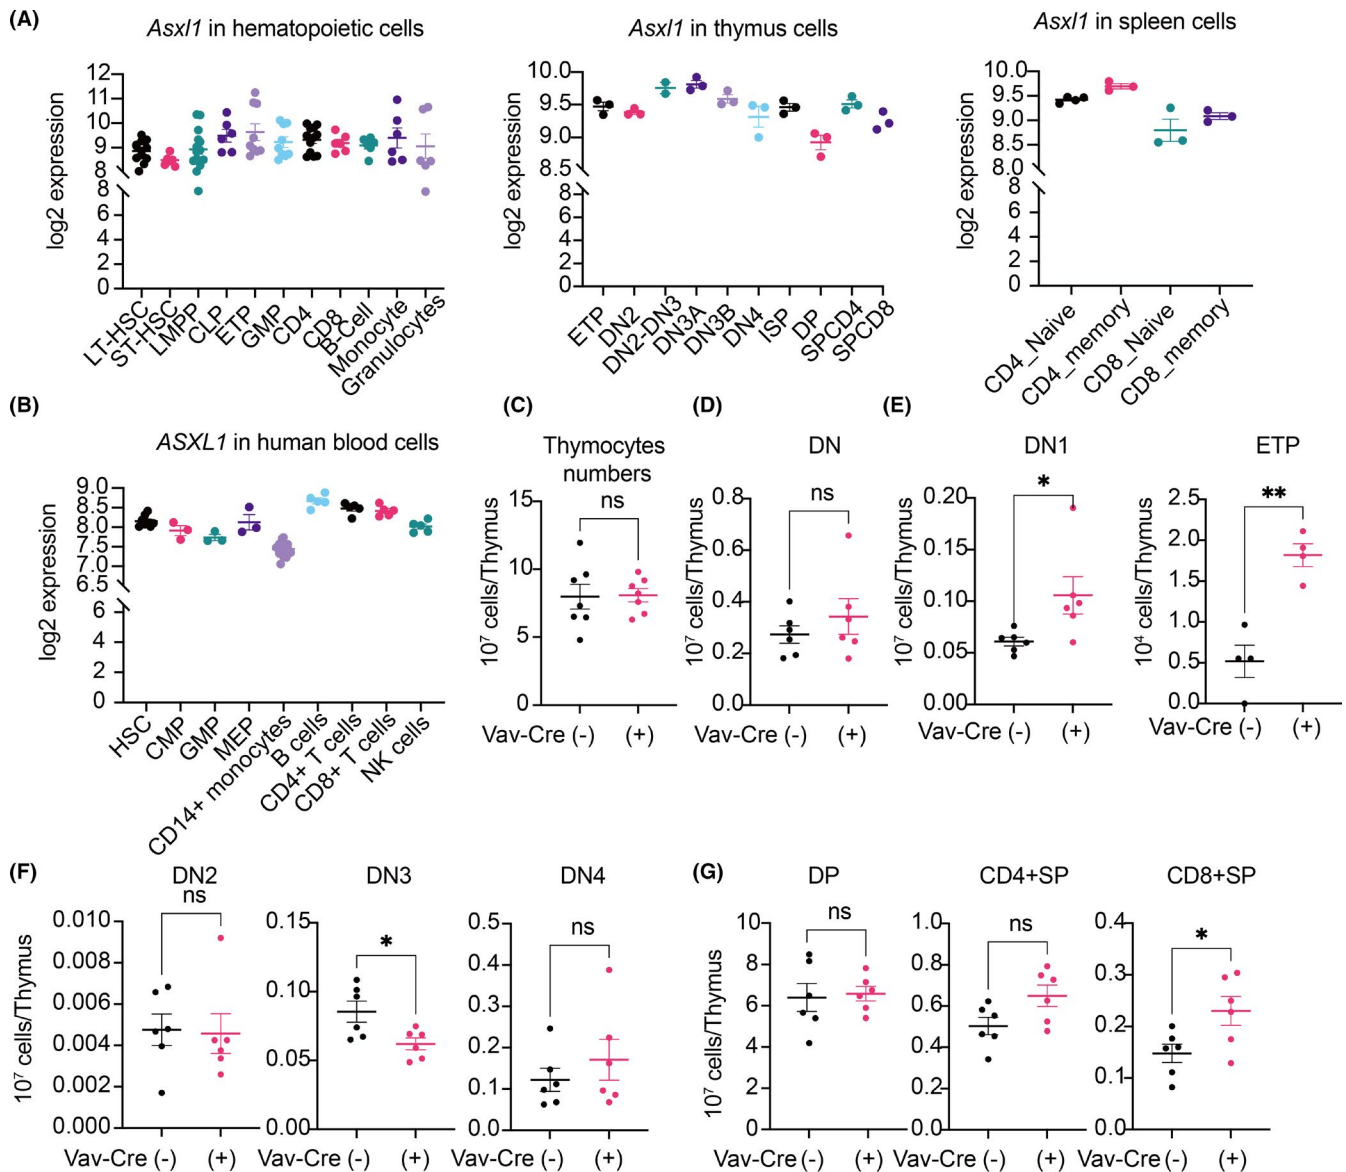 (A)
Asxl1 in hematopoietic cells
log2 expression
12
11
10
9
8
8
6
4
2
0
LT-HSC
ST-HSC
LMPP
CLP
ETP
GMP
CD4
CD8
B-Cell
Monocyte
Granulocytes
Asxl1 in thymus cells
log2 expression
10.0
9.5
9.0
8.5
8
6
4
2
0
ETP
DN2
DN2-DN3
DN3A
DN3B
DN4
ISP
DP
SPCD4
SPCD8
Asxl1 in spleen cells
log2 expression
10.0
9.5
9.0
8.5
8.0
8
6
4
2
0
CD4_Naive
CD4_memory
CD8_Naive
CD8_memory
(B)
ASXL1 in human blood cells
log2 expression
9.0
8.5
8.0
7.5
7.0
6.5
6
4
2
0
HSC
CMP
GMP
MEP
CD14+ monocytes
B cells
CD4+ T cells
CD8+ T cells
NK cells
(C)
Thymocytes
numbers
ns
10⁷ cells/Thymus
15
10
5
0
Vav-Cre (-) (+)
(D)
DN
ns
10⁷ cells/Thymus
0.8
0.6
0.4
0.2
0.0
Vav-Cre (-) (+)
(E)
DN1
*
10⁷ cells/Thymus
0.20
0.15
0.10
0.05
0.00
Vav-Cre (-) (+)
ETP
**
10⁴ cells/Thymus
2.5
2.0
1.5
1.0
0.5
0.0
Vav-Cre (-) (+)
(F)
DN2
ns
10⁷ cells/Thymus
0.010
0.008
0.006
0.004
0.002
0.000
Vav-Cre (-) (+)
DN3
*
0.15
0.10
0.05
0.00
Vav-Cre (-) (+)
DN4
ns
0.5
0.4
0.3
0.2
0.1
0.0
Vav-Cre (-) (+)
(G)
DP
ns
10⁷ cells/Thymus
10
8
6
4
2
0
Vav-Cre (-) (+)
CD4+SP
ns
1.0
0.8
0.6
0.4
0.2
0.0
Vav-Cre (-) (+)
CD8+SP
*
0.4
0.3
0.2
0.1
0.0
Vav-Cre (-) (+)